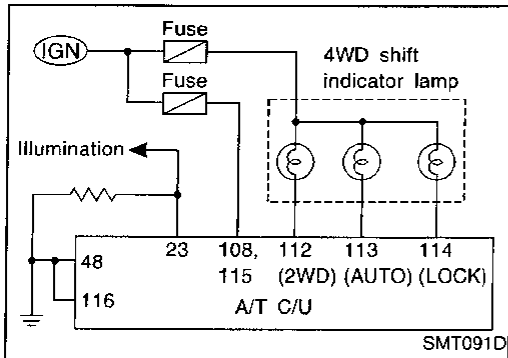 Fuse
IGN
4WD shift
indicator lamp
Fuse
Illumination
23 108, 112 113 114
48 115 (2WD) (AUTO) (LOCK)
116 A/T C/U
SMT091D